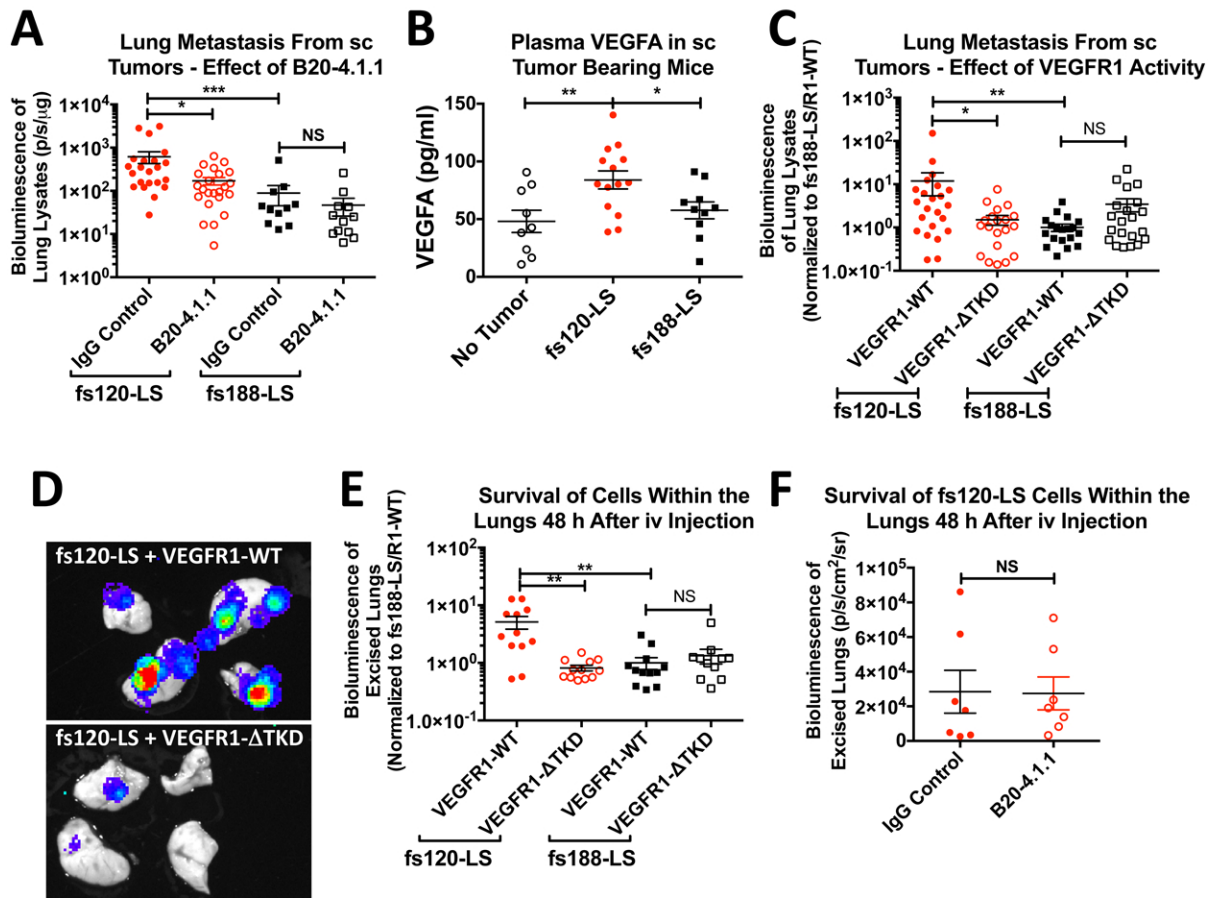 A
Lung Metastasis From sc
Tumors - Effect of B20-4.1.1
Bioluminescence of
Lung Lysates (p/s/μg)
1×10⁴
1×10³
1×10²
1×10¹
1×10⁰
***
*
NS
IgG Control
B20-4.1.1
IgG Control
B20-4.1.1
fs120-LS
fs188-LS
B
Plasma VEGFA in sc
Tumor Bearing Mice
VEGFA (pg/ml)
150
100
50
0
**
*
No Tumor
fs120-LS
fs188-LS
C
Lung Metastasis From sc
Tumors - Effect of VEGFR1 Activity
Bioluminescence
of Lung Lysates
(Normalized to fs188-LS/R1-WT)
1×10³
1×10²
1×10¹
1×10⁰
1.0×10⁻¹
**
*
NS
VEGFR1-WT
VEGFR1-ΔTKD
VEGFR1-WT
VEGFR1-ΔTKD
fs120-LS
fs188-LS
D
fs120-LS + VEGFR1-WT
fs120-LS + VEGFR1-ΔTKD
E
Survival of Cells Within the
Lungs 48 h After iv Injection
Bioluminescence of
Excised Lungs
(Normalized to fs188-LS/R1-WT)
1×10²
1×10¹
1×10⁰
1.0×10⁻¹
**
**
NS
VEGFR1-WT
VEGFR1-ΔTKD
VEGFR1-WT
VEGFR1-ΔTKD
fs120-LS
fs188-LS
F
Survival of fs120-LS Cells Within the
Lungs 48 h After iv Injection
Bioluminescence of
Excised Lungs (p/s/cm²/sr)
1×10⁵
8×10⁴
6×10⁴
4×10⁴
2×10⁴
0
NS
IgG Control
B20-4.1.1